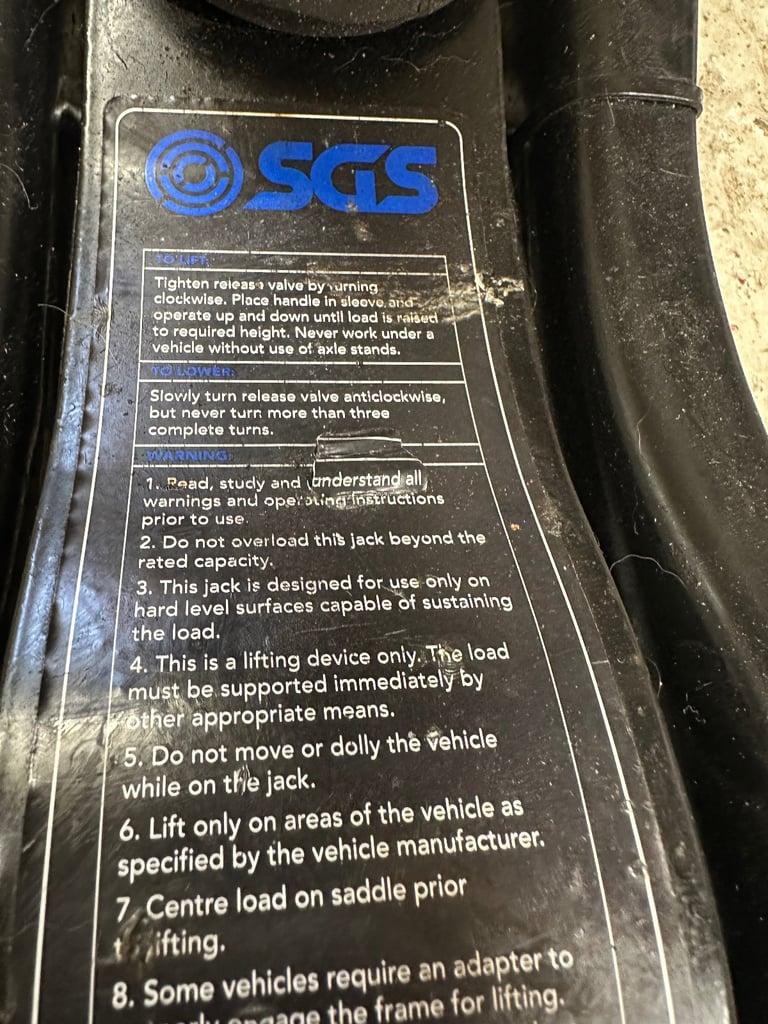 SGS
TO LIFT:
Tighten release valve by turning
clockwise. Place handle in sleeve and
operate up and down until load is raised
to required height. Never work under a
vehicle without use of axle stands.
TO LOWER:
Slowly turn release valve anticlockwise,
but never turn more than three
complete turns.
WARNING:
1. Read, study and understand all
warnings and operating instructions
prior to use.
2. Do not overload this jack beyond the
rated capacity.
3. This jack is designed for use only on
hard level surfaces capable of sustaining
the load.
4. This is a lifting device only. The load
must be supported immediately by
other appropriate means.
5. Do not move or dolly the vehicle
while on the jack.
6. Lift only on areas of the vehicle as
specified by the vehicle manufacturer.
7. Centre load on saddle prior
to lifting.
8. Some vehicles require an adapter to
engage the frame for lifting.